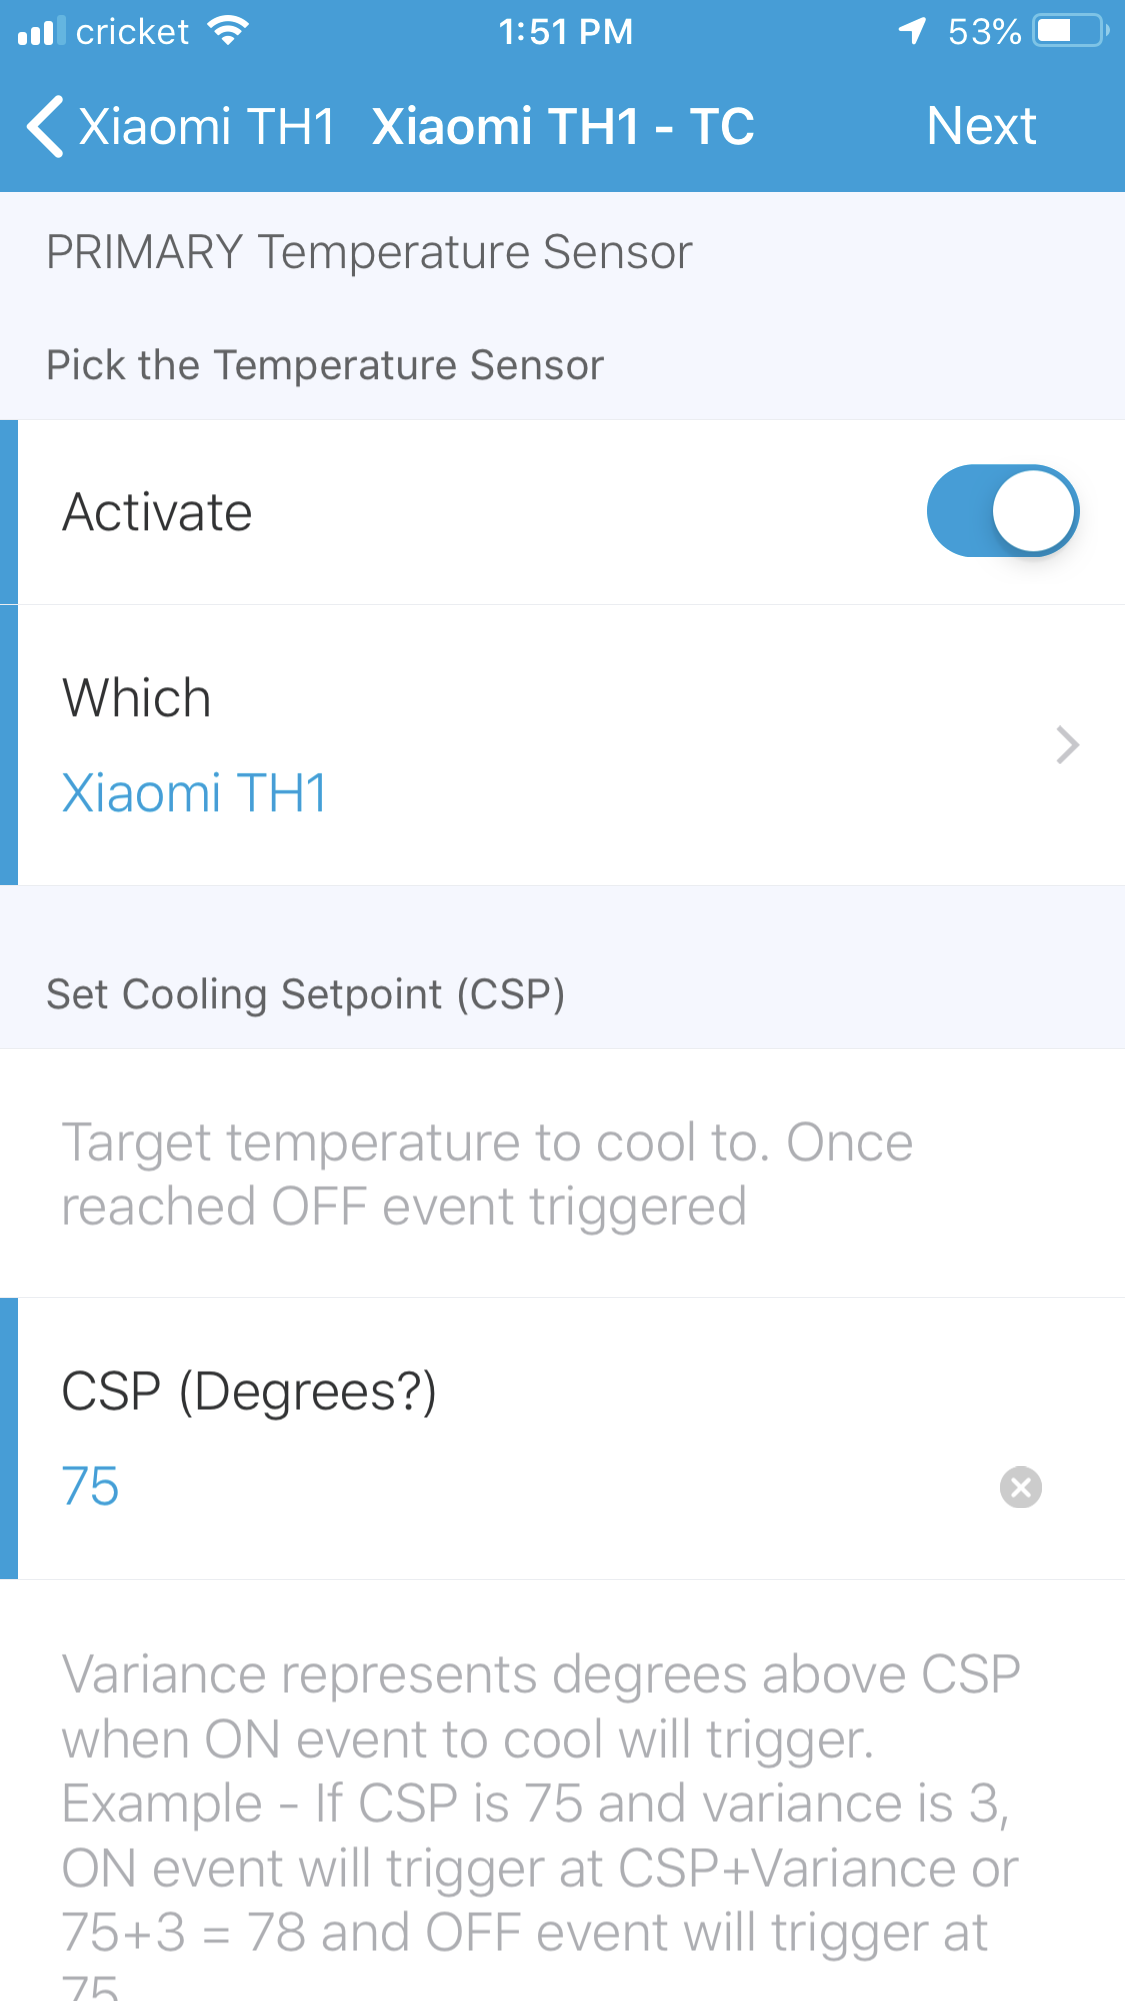 cricket 1:51 PM 53%
Xiaomi TH1 Xiaomi TH1 - TC Next
PRIMARY Temperature Sensor
Pick the Temperature Sensor
Activate
Which
Xiaomi TH1
Set Cooling Setpoint (CSP)
Target temperature to cool to. Once
reached OFF event triggered
CSP (Degrees?)
75
Variance represents degrees above CSP
when ON event to cool will trigger.
Example - If CSP is 75 and variance is 3,
ON event will trigger at CSP+Variance or
75+3 = 78 and OFF event will trigger at
75